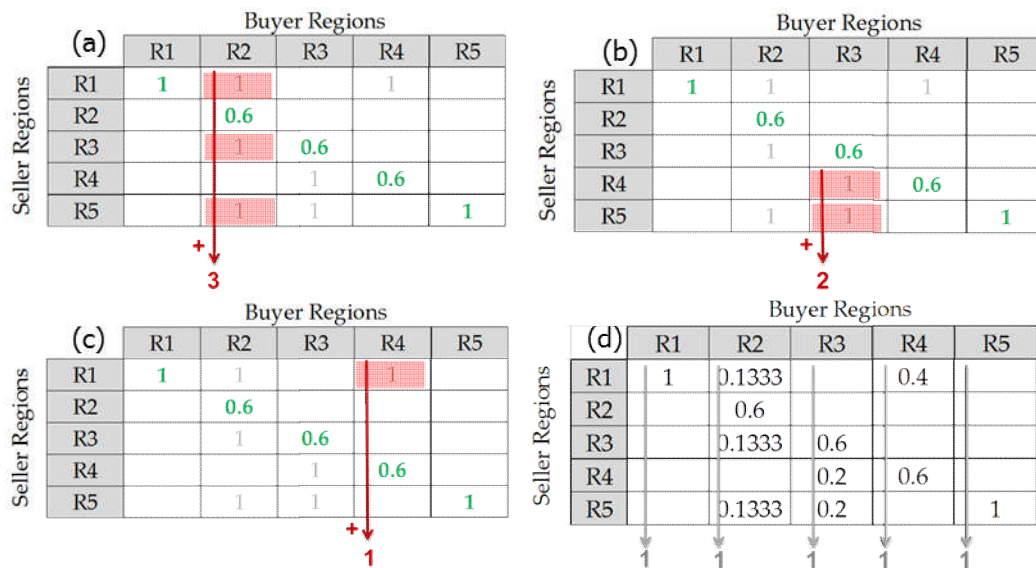 Buyer Regions
(a) R1 R2 R3 R4 R5
Seller Regions
R1 1 1 1
R2 0.6
R3 1 0.6
R4 1 0.6
R5 1 1 1
+
3
Buyer Regions
(b) R1 R2 R3 R4 R5
Seller Regions
R1 1 1 1
R2 0.6
R3 1 0.6
R4 1 0.6
R5 1 1 1
+
2
Buyer Regions
(c) R1 R2 R3 R4 R5
Seller Regions
R1 1 1 1
R2 0.6
R3 1 0.6
R4 1 0.6
R5 1 1 1
+
1
Buyer Regions
(d) R1 R2 R3 R4 R5
Seller Regions
R1 1 0.1333 0.4
R2 0.6
R3 0.1333 0.6
R4 0.2 0.6
R5 0.1333 0.2 1
1 1 1 1 1